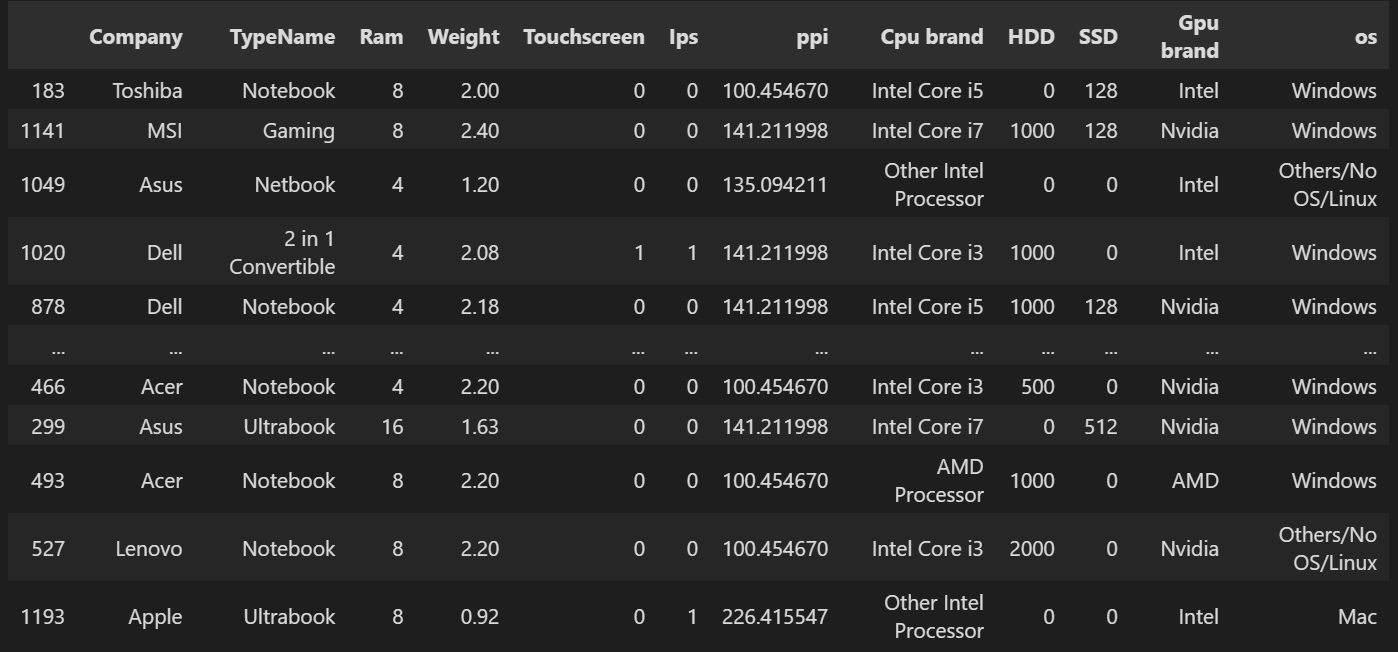 Company TypeName Ram Weight Touchscreen Ips ppi Cpu brand HDD SSD Gpu brand os
183 Toshiba Notebook 8 2.00 0 0 100.454670 Intel Core i5 0 128 Intel Windows
1141 MSI Gaming 8 2.40 0 0 141.211998 Intel Core i7 1000 128 Nvidia Windows
1049 Asus Netbook 4 1.20 0 0 135.094211 Other Intel Processor 0 0 Intel Others/No OS/Linux
1020 Dell 2 in 1 Convertible 4 2.08 1 1 141.211998 Intel Core i3 1000 0 Intel Windows
878 Dell Notebook 4 2.18 0 0 141.211998 Intel Core i5 1000 128 Nvidia Windows
... ... ... ... ... ... ... ... ... ... ... ... ...
466 Acer Notebook 4 2.20 0 0 100.454670 Intel Core i3 500 0 Nvidia Windows
299 Asus Ultrabook 16 1.63 0 0 141.211998 Intel Core i7 0 512 Nvidia Windows
493 Acer Notebook 8 2.20 0 0 100.454670 AMD Processor 1000 0 AMD Windows
527 Lenovo Notebook 8 2.20 0 0 100.454670 Intel Core i3 2000 0 Nvidia Others/No OS/Linux
1193 Apple Ultrabook 8 0.92 0 1 226.415547 Other Intel Processor 0 0 Intel Mac